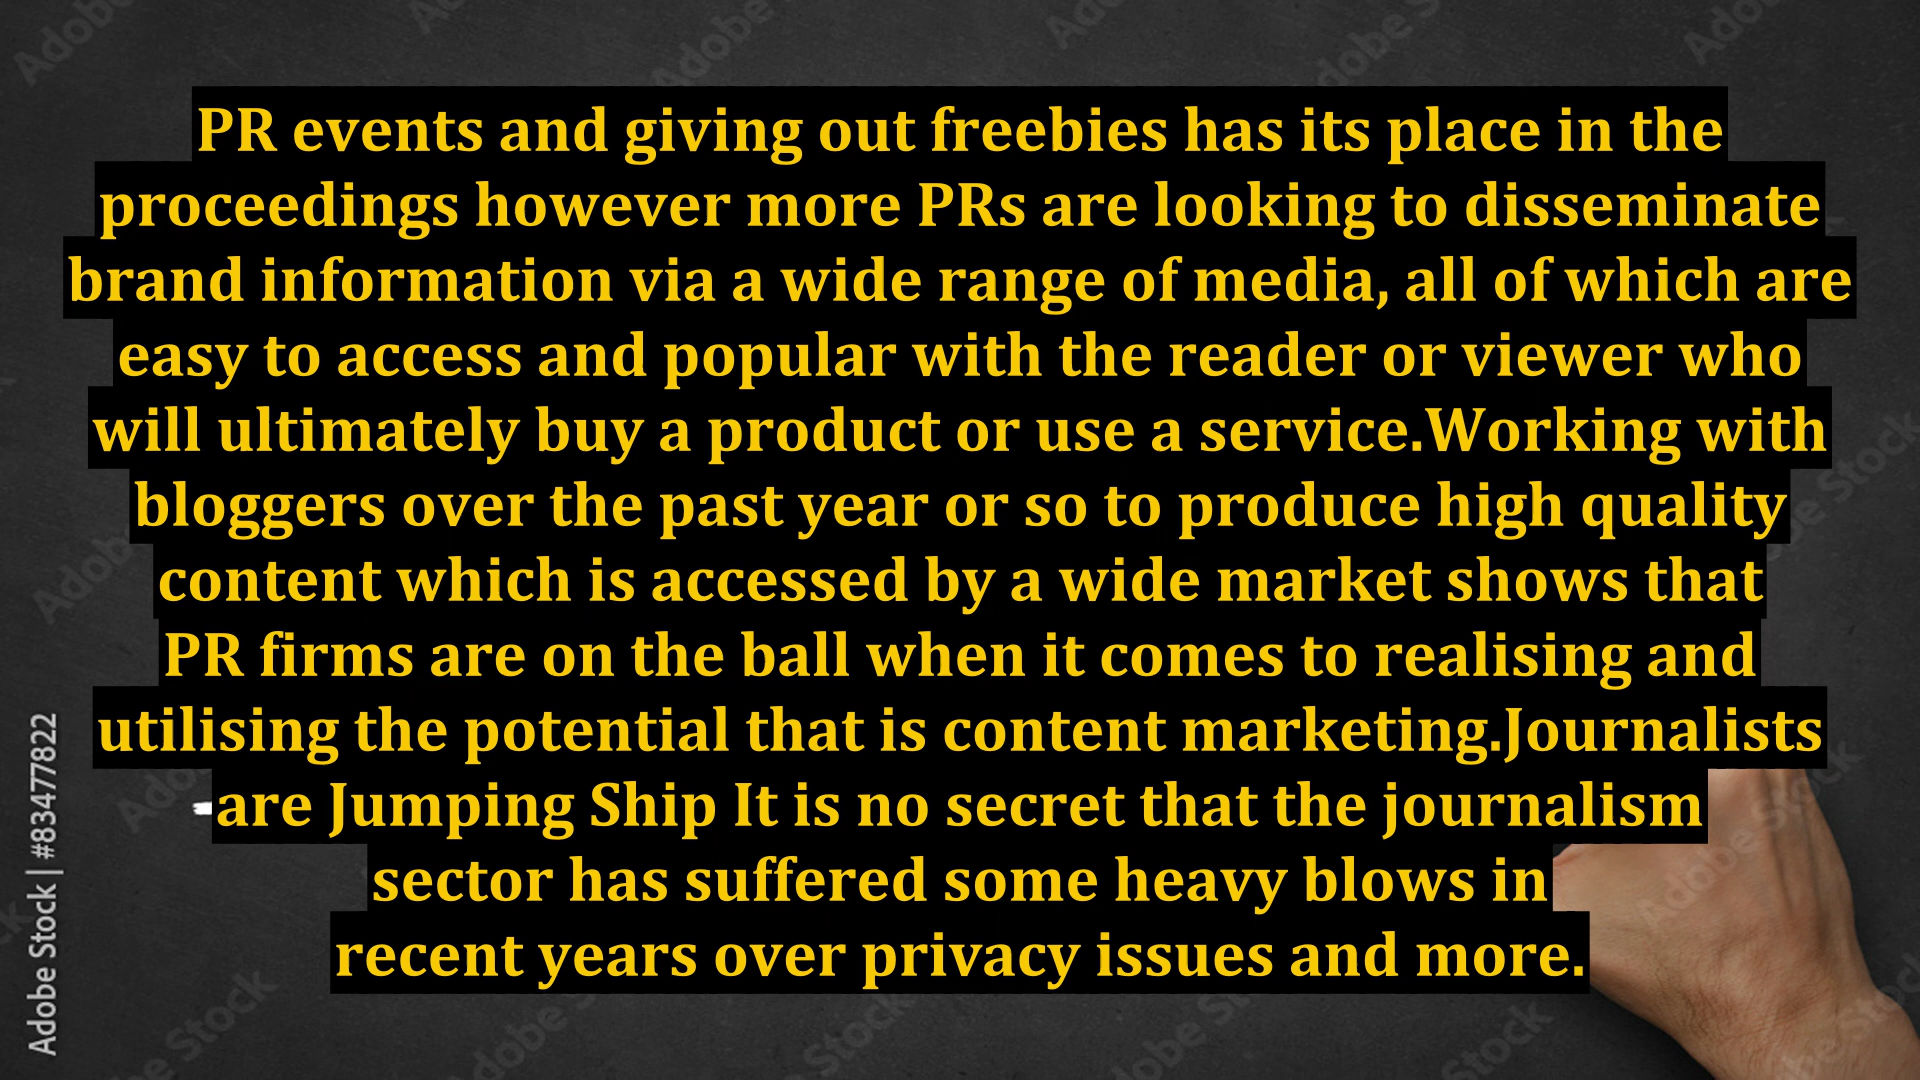 PR events and giving out freebies has its place in the
proceedings however more PRs are looking to disseminate
brand information via a wide range of media, all of which are
easy to access and popular with the reader or viewer who
will ultimately buy a product or use a service.Working with
bloggers over the past year or so to produce high quality
content which is accessed by a wide market shows that
PR firms are on the ball when it comes to realising and
utilising the potential that is content marketing.Journalists
are Jumping Ship It is no secret that the journalism
sector has suffered some heavy blows in
recent years over privacy issues and more.
Adobe Stock | #83477822